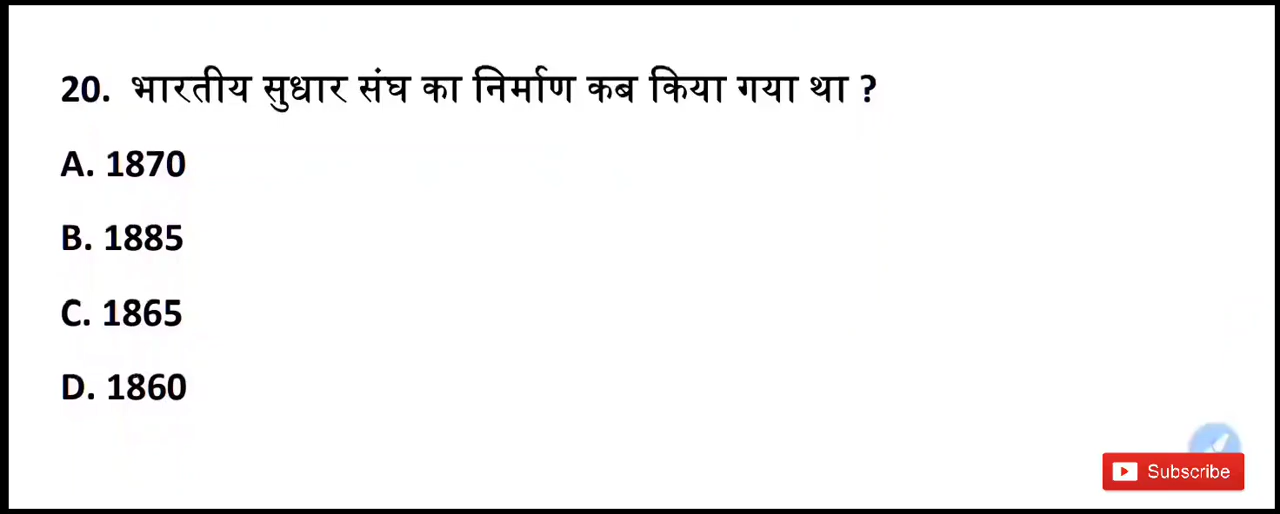 20. भारतीय सुधार संघ का निर्माण कब किया गया था ?
A. 1870
B. 1885
C. 1865
D. 1860
Subscribe